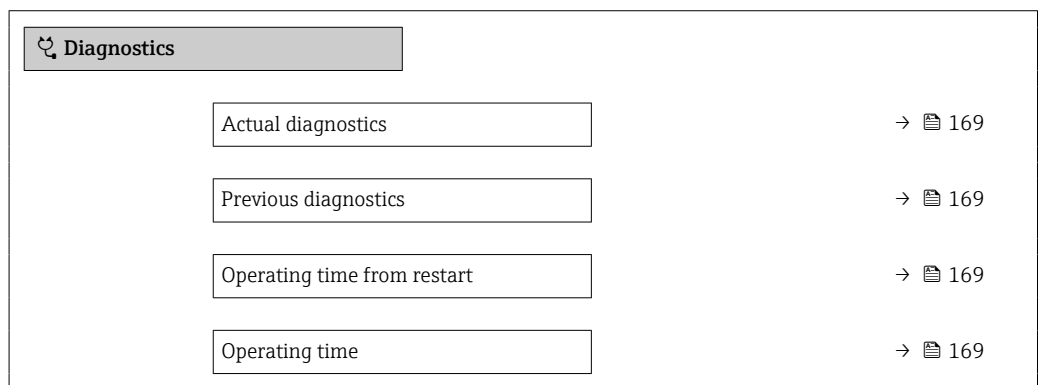 Diagnostics
Actual diagnostics → 169
Previous diagnostics → 169
Operating time from restart → 169
Operating time → 169